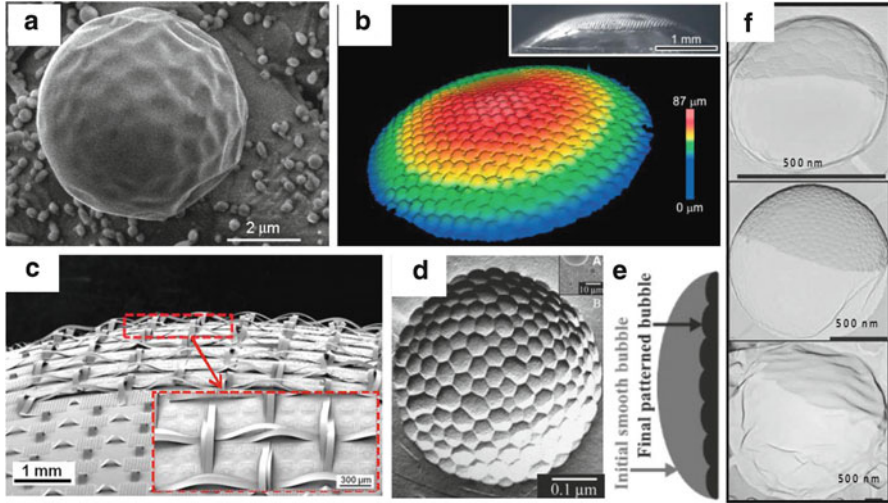 a
2 μm
b
1 mm
87 μm
0 μm
c
1 mm
300 μm
d
A
10 μm
B
0.1 μm
e
Initial smooth bubble
Final patterned bubble
f
500 nm
500 nm
500 nm